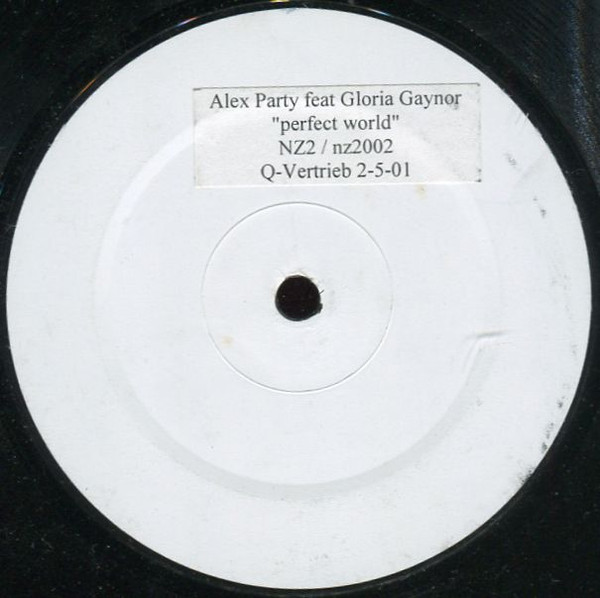 Alex Party feat Gloria Gaynor
"perfect world"
NZ2 / nz2002
Q-Vertrieb 2-5-01